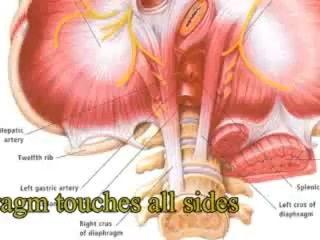 Hepatic
artery
Twelfth rib
Left gastric artery
ragm touches all sides
Right crus
of diaphragm
Splenic
Left crus of
diaphragm